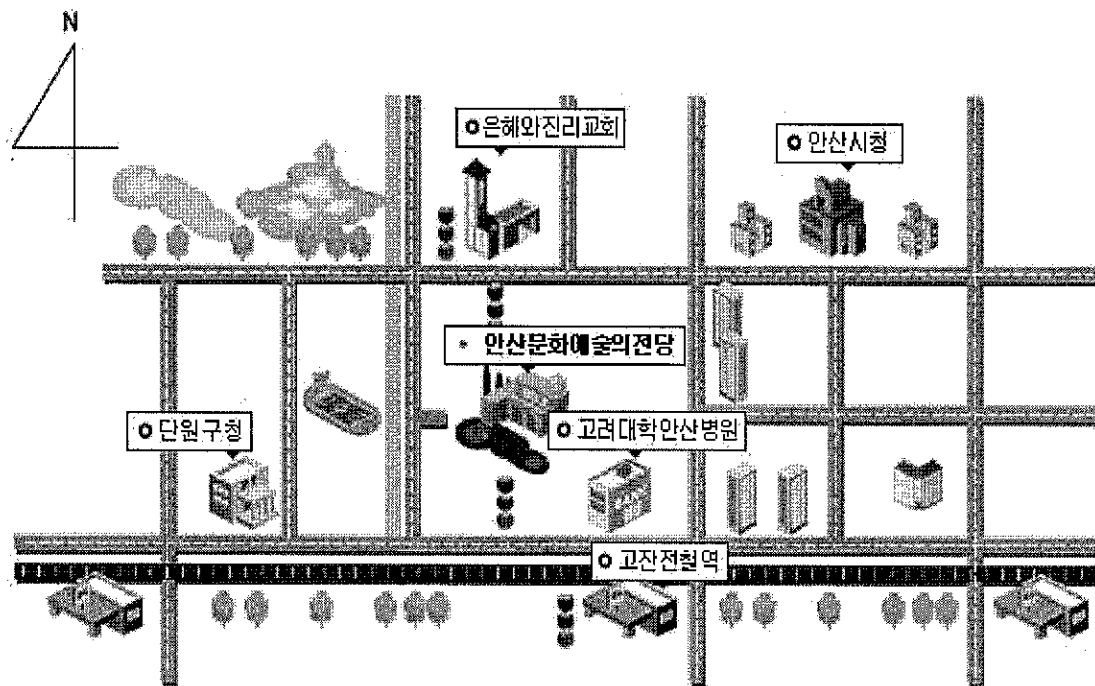 N
은혜와진리교회
안산시청
안산문화예술의전당
단원구청
고려대학안산병원
고잔전철역